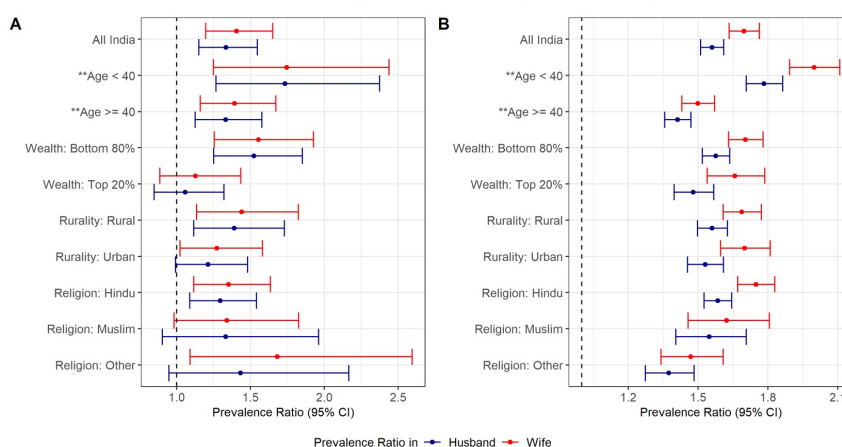 A
B
All India
**Age < 40
**Age >= 40
Wealth: Bottom 80%
Wealth: Top 20%
Rurality: Rural
Rurality: Urban
Religion: Hindu
Religion: Muslim
Religion: Other
1.0 1.5 2.0 2.5
Prevalence Ratio (95% CI)
All India
**Age < 40
**Age >= 40
Wealth: Bottom 80%
Wealth: Top 20%
Rurality: Rural
Rurality: Urban
Religion: Hindu
Religion: Muslim
Religion: Other
1.2 1.5 1.8 2.1
Prevalence Ratio (95% CI)
Prevalence Ratio in Husband Wife